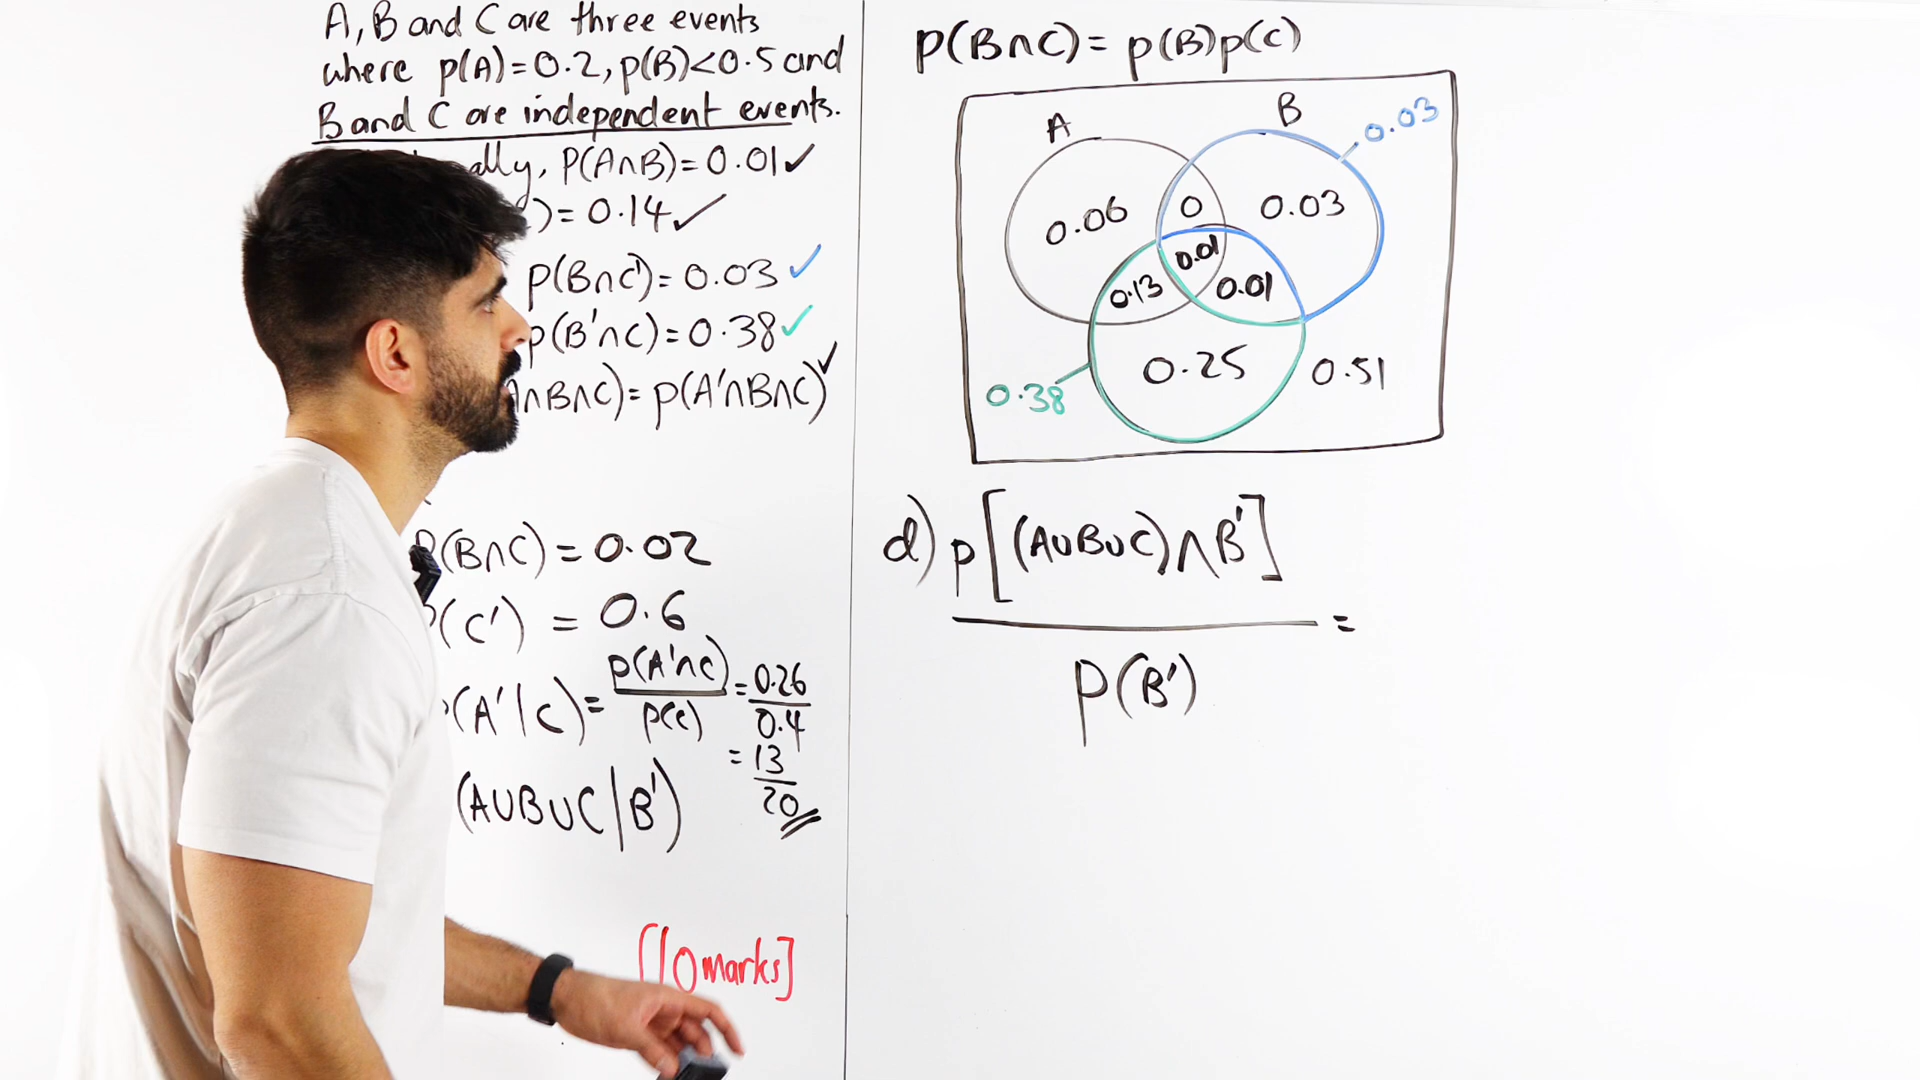 A, B and C are three events
where p(A)=0.2, p(B)<0.5 and
B and C are independent events.
ally, P(A∩B)=0.01✓
)=0.14✓
p(B∩C')=0.03✓
p(B'∩C)=0.38✓
A∩B∩C)=p(A'∩B∩C)✓
P(B∩C)=0.02
P(C')=0.6
(A'|C)=p(A'∩C)/p(C)=0.26/0.4
=13/20
(A∪B∪C|B')
[10 marks]
p(B∩C)=p(B)p(C)
A
B
0.03
0.06
0
0.03
0.01
0.13
0.01
0.25
0.51
0.38
d) p[(A∪B∪C)∩B']
=
p(B')